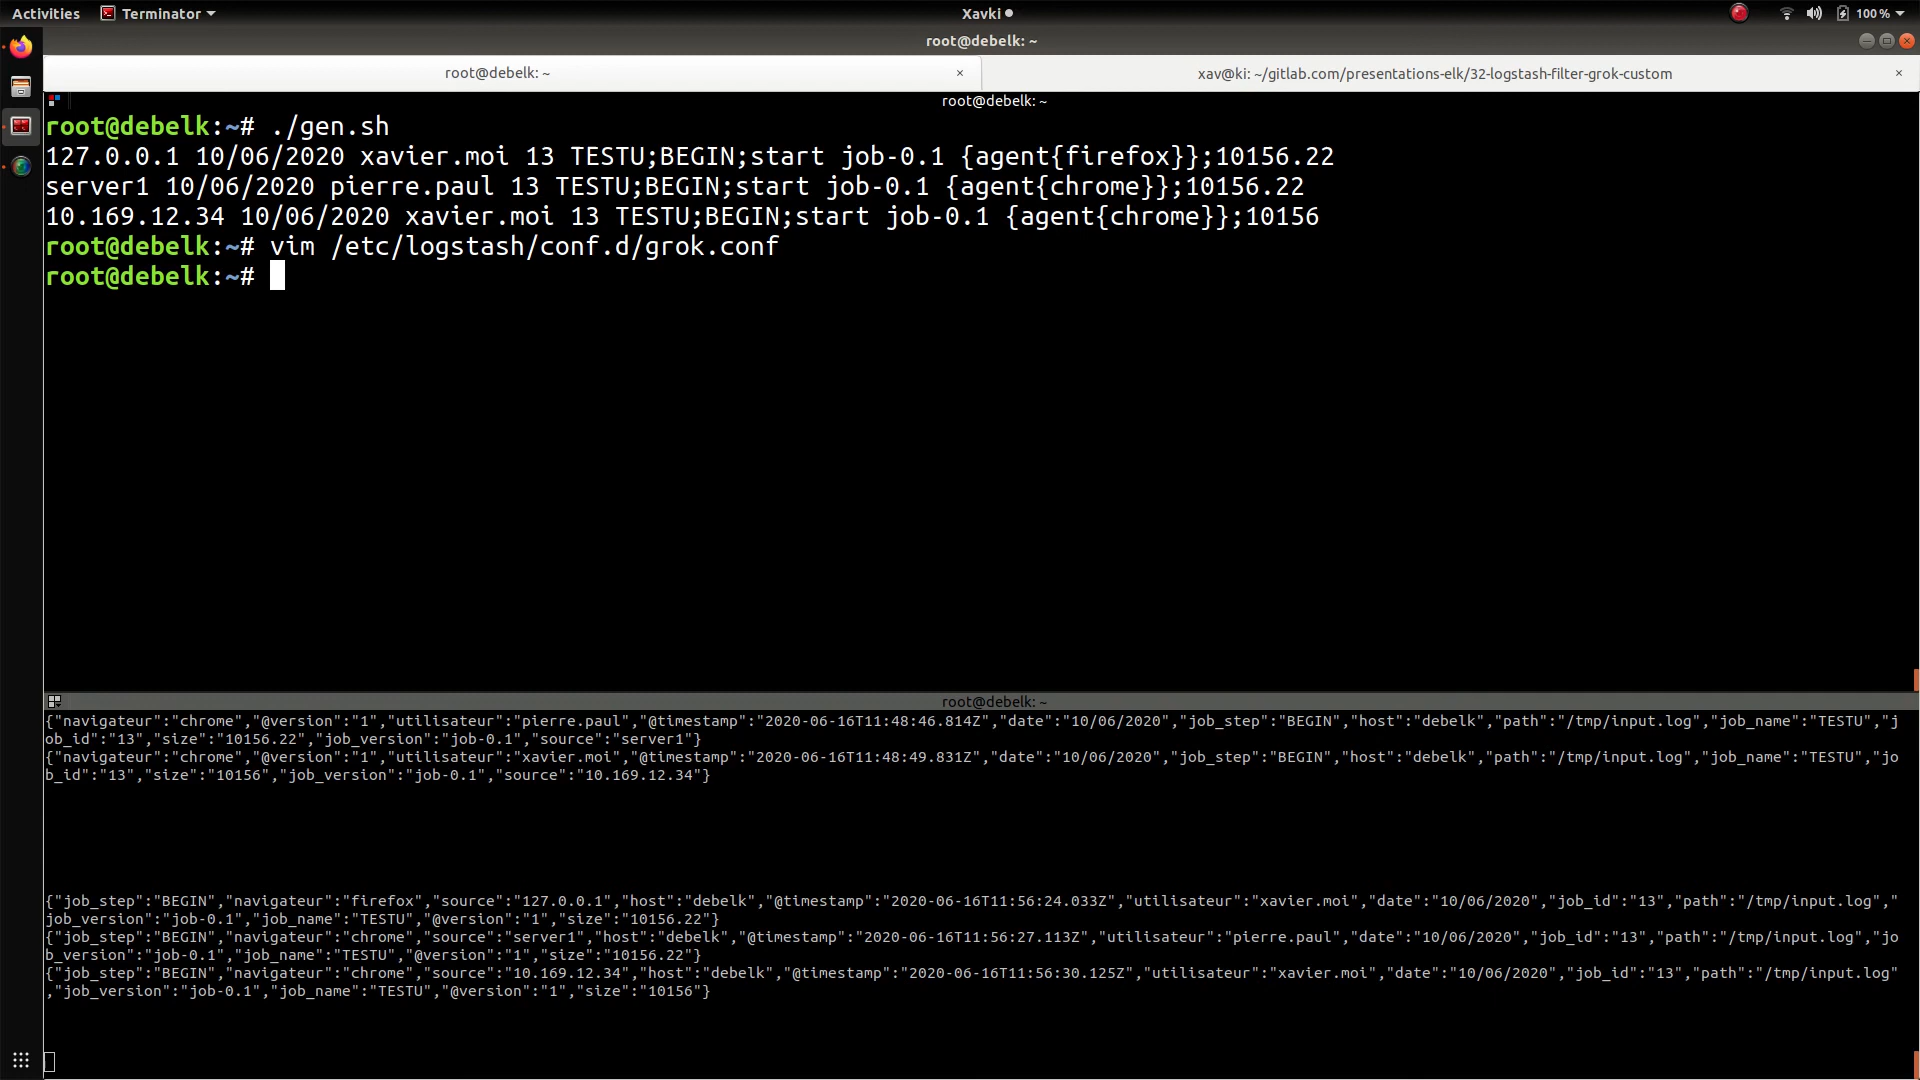 Activities Terminator Xavki 100 %
root@debelk: ~
root@debelk: ~ × xav@ki: ~/gitlab.com/presentations-elk/32-logstash-filter-grok-custom ×
root@debelk: ~
root@debelk:~# ./gen.sh
127.0.0.1 10/06/2020 xavier.moi 13 TESTU;BEGIN;start job-0.1 {agent{firefox}};10156.22
server1 10/06/2020 pierre.paul 13 TESTU;BEGIN;start job-0.1 {agent{chrome}};10156.22
10.169.12.34 10/06/2020 xavier.moi 13 TESTU;BEGIN;start job-0.1 {agent{chrome}};10156
root@debelk:~# vim /etc/logstash/conf.d/grok.conf
root@debelk:~#
root@debelk: ~
{"navigateur":"chrome","@version":"1","utilisateur":"pierre.paul","@timestamp":"2020-06-16T11:48:46.814Z","date":"10/06/2020","job_step":"BEGIN","host":"debelk","path":"/tmp/input.log","job_name":"TESTU","j
ob_id":"13","size":"10156.22","job_version":"job-0.1","source":"server1"}
{"navigateur":"chrome","@version":"1","utilisateur":"xavier.moi","@timestamp":"2020-06-16T11:48:49.831Z","date":"10/06/2020","job_step":"BEGIN","host":"debelk","path":"/tmp/input.log","job_name":"TESTU","jo
b_id":"13","size":"10156","job_version":"job-0.1","source":"10.169.12.34"}
{"job_step":"BEGIN","navigateur":"firefox","source":"127.0.0.1","host":"debelk","@timestamp":"2020-06-16T11:56:24.033Z","utilisateur":"xavier.moi","date":"10/06/2020","job_id":"13","path":"/tmp/input.log","
job_version":"job-0.1","job_name":"TESTU","@version":"1","size":"10156.22"}
{"job_step":"BEGIN","navigateur":"chrome","source":"server1","host":"debelk","@timestamp":"2020-06-16T11:56:27.113Z","utilisateur":"pierre.paul","date":"10/06/2020","job_id":"13","path":"/tmp/input.log","jo
b_version":"job-0.1","job_name":"TESTU","@version":"1","size":"10156.22"}
{"job_step":"BEGIN","navigateur":"chrome","source":"10.169.12.34","host":"debelk","@timestamp":"2020-06-16T11:56:30.125Z","utilisateur":"xavier.moi","date":"10/06/2020","job_id":"13","path":"/tmp/input.log"
,"job_version":"job-0.1","job_name":"TESTU","@version":"1","size":"10156"}